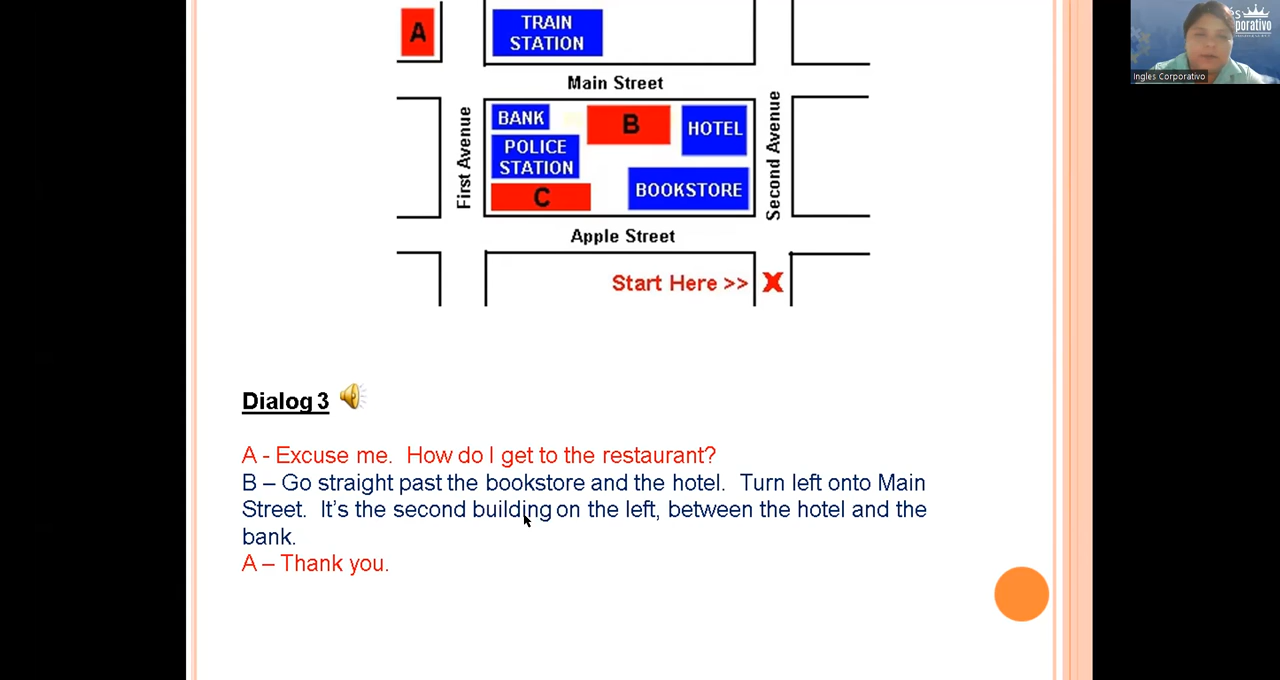 A
TRAIN
STATION
Main Street
BANK
B
HOTEL
POLICE
STATION
C
BOOKSTORE
First Avenue
Second Avenue
Apple Street
Start Here >> X
Dialog 3
A - Excuse me. How do I get to the restaurant?
B – Go straight past the bookstore and the hotel. Turn left onto Main
Street. It's the second building on the left, between the hotel and the
bank.
A – Thank you.
Ingles Corporativo